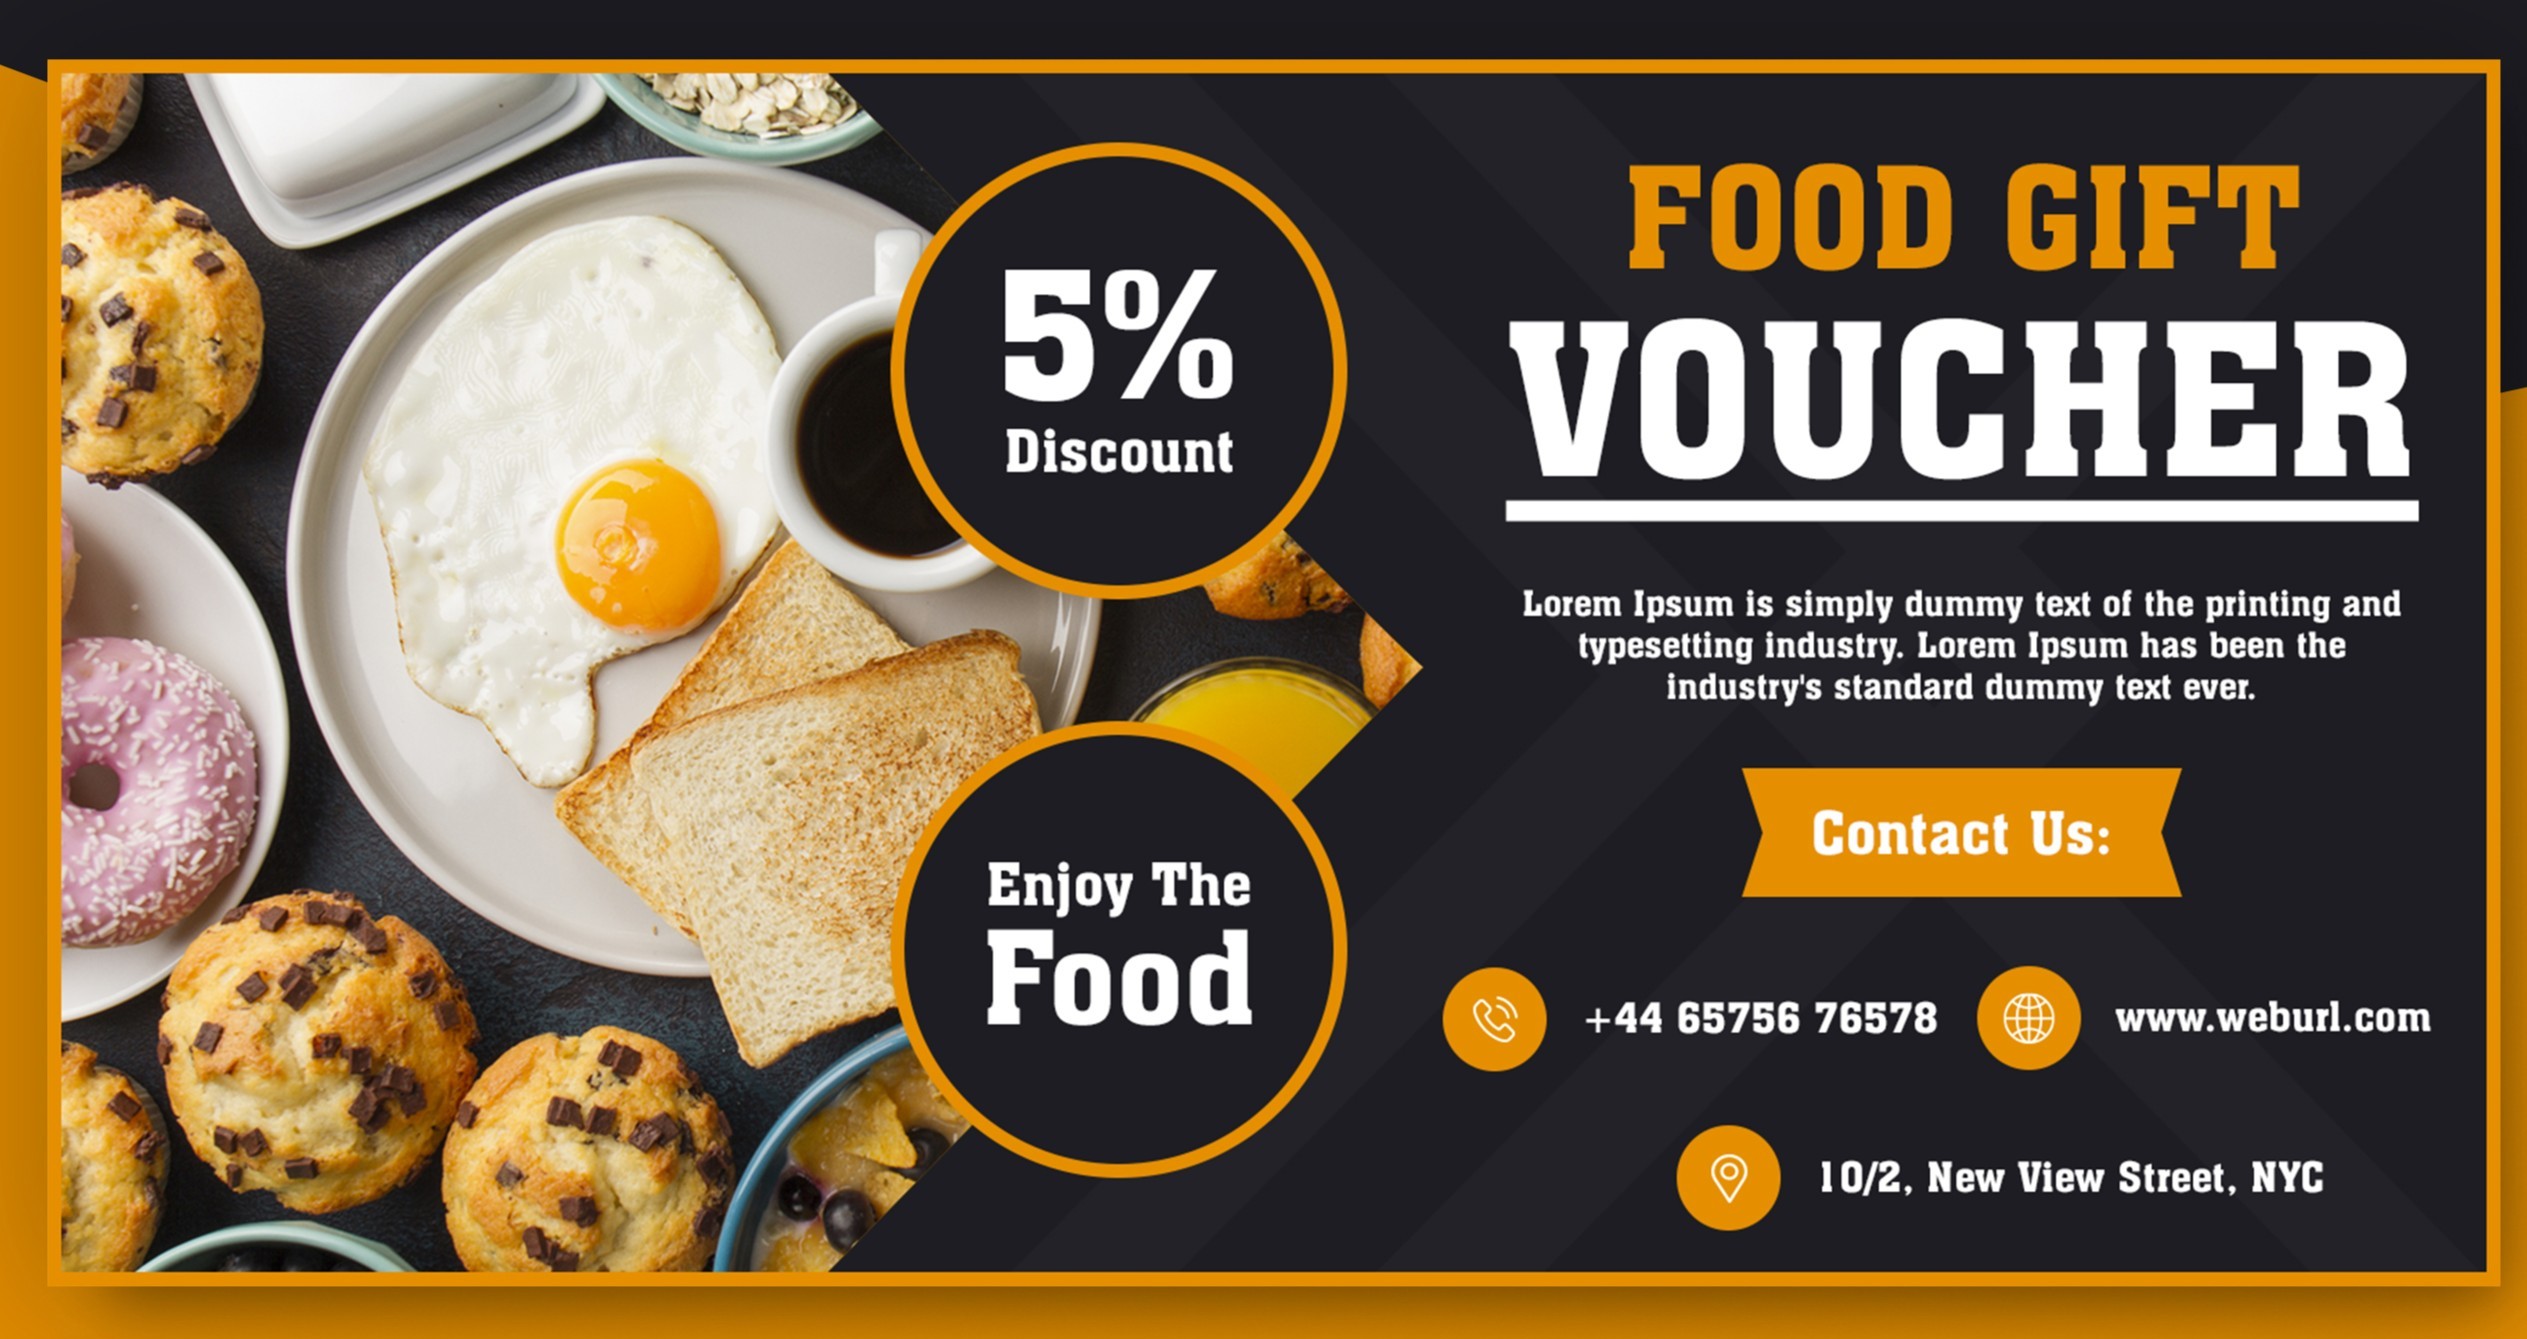 5%
Discount
Enjoy The
Food
FOOD GIFT
VOUCHER
Lorem Ipsum is simply dummy text of the printing and
typesetting industry. Lorem Ipsum has been the
industry's standard dummy text ever.
Contact Us:
+44 65756 76578
www.weburl.com
10/2, New View Street, NYC